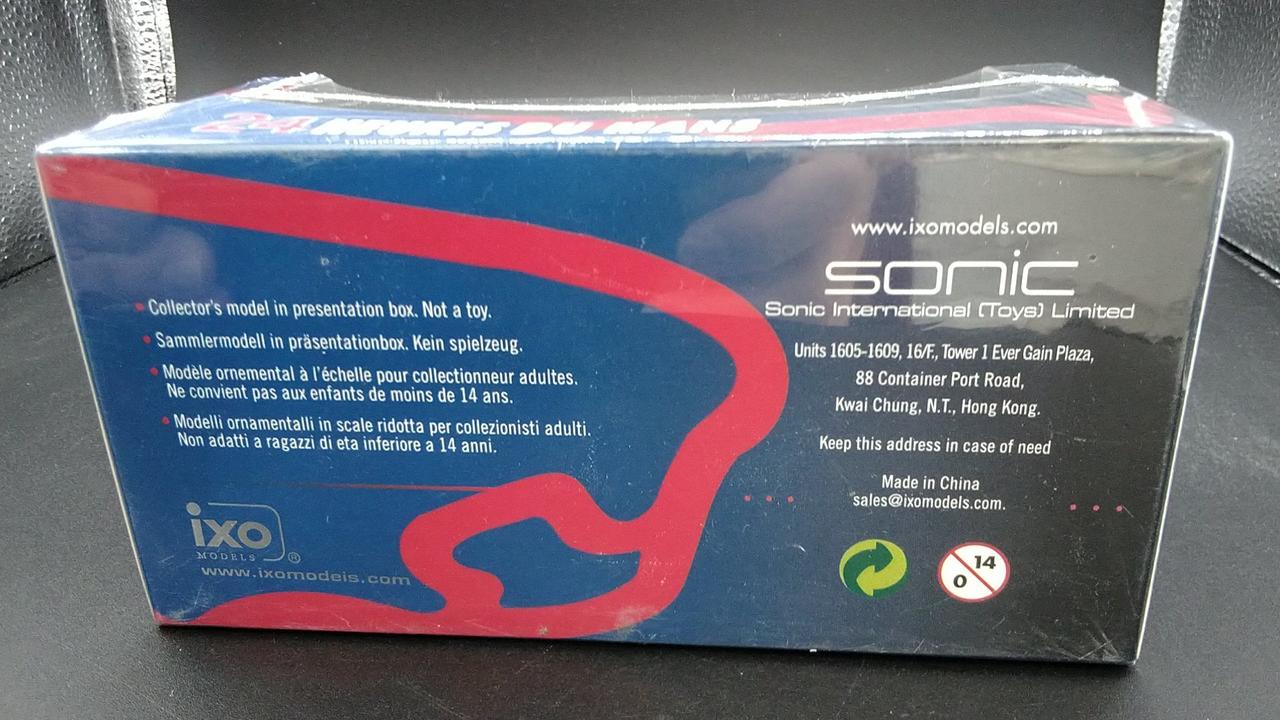 24 HEURES DU MANS
• Collector's model in presentation box. Not a toy.
• Sammlermodell in präsentationbox. Kein spielzeug.
• Modèle ornemental à l'échelle pour collectionneur adultes.
Ne convient pas aux enfants de moins de 14 ans.
• Modelli ornamentalli in scale ridotta per collezionisti adulti.
Non adatti a ragazzi di eta inferiore a 14 anni.
ixo
MODELS ®
www.ixomodels.com
www.ixomodels.com
sonic
Sonic International (Toys) Limited
Units 1605-1609, 16/F., Tower 1 Ever Gain Plaza,
88 Container Port Road,
Kwai Chung, N.T., Hong Kong.
Keep this address in case of need
Made in China
sales@ixomodels.com.
14
0